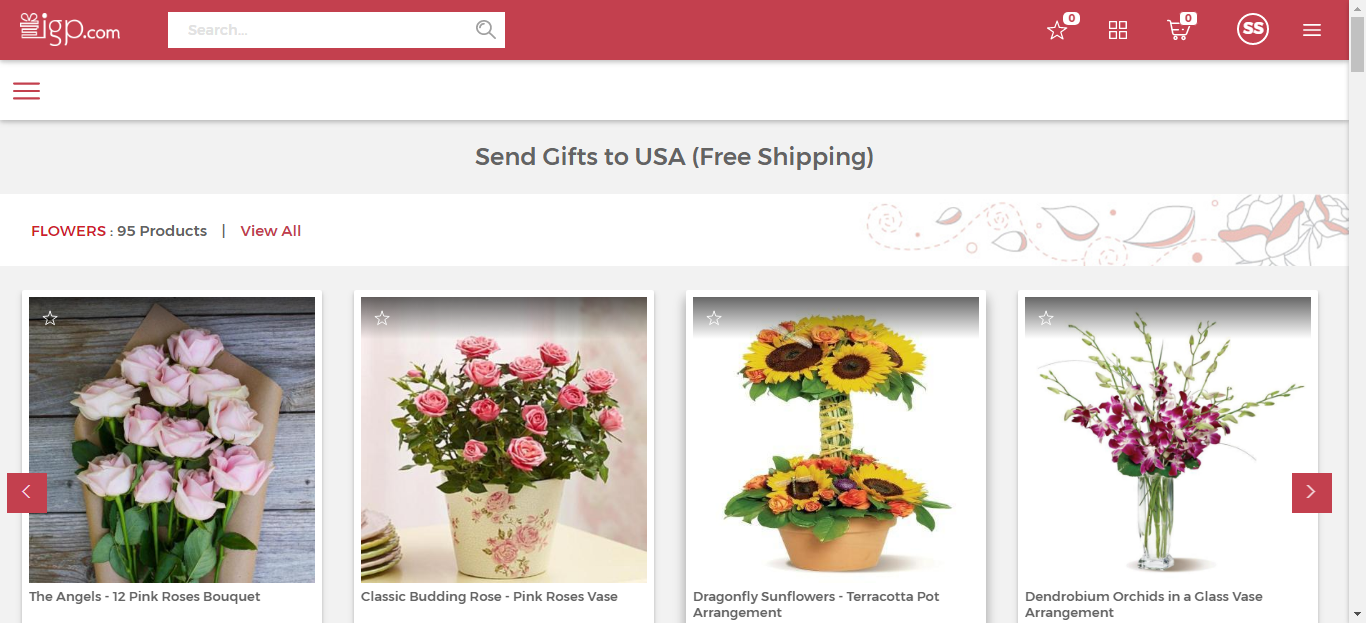 igp.com
Search...
0
0
SS
Send Gifts to USA (Free Shipping)
FLOWERS : 95 Products | View All
The Angels - 12 Pink Roses Bouquet
Classic Budding Rose - Pink Roses Vase
Dragonfly Sunflowers - Terracotta Pot
Arrangement
Dendrobium Orchids in a Glass Vase
Arrangement